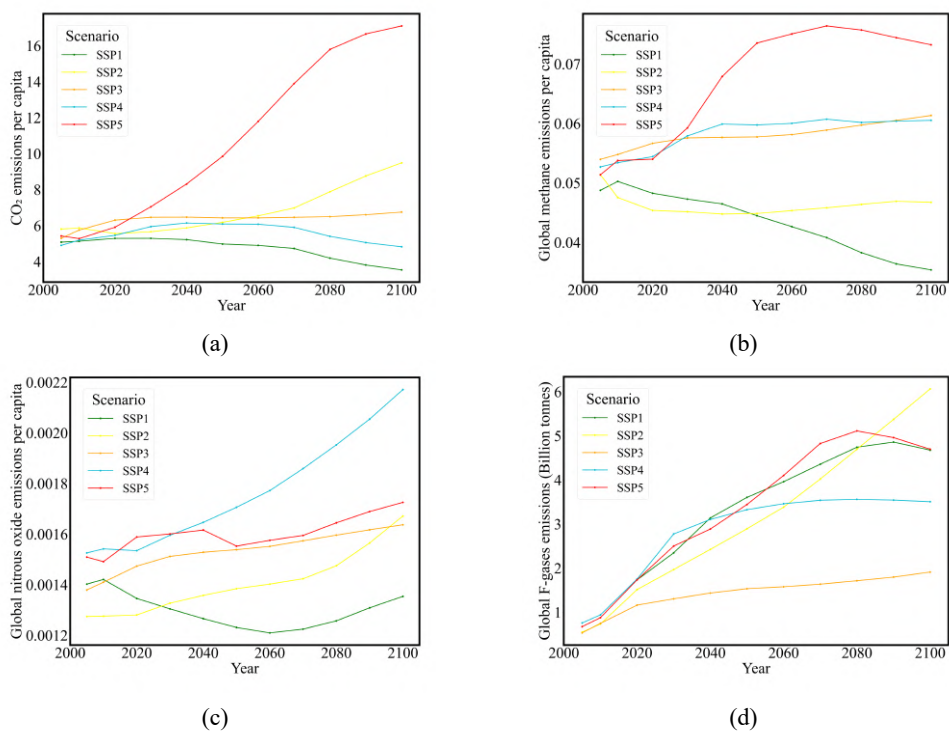 CO₂ emissions per capita
16
14
12
10
8
6
4
Scenario
SSP1
SSP2
SSP3
SSP4
SSP5
2000 2020 2040 2060 2080 2100
Year
(a)
Global methane emissions per capita
0.07
0.06
0.05
0.04
Scenario
SSP1
SSP2
SSP3
SSP4
SSP5
2000 2020 2040 2060 2080 2100
Year
(b)
Global nitrous oxide emissions per capita
0.0022
0.0020
0.0018
0.0016
0.0014
0.0012
Scenario
SSP1
SSP2
SSP3
SSP4
SSP5
2000 2020 2040 2060 2080 2100
Year
(c)
Global F-gases emissions (Billion tonnes)
6
5
4
3
2
1
Scenario
SSP1
SSP2
SSP3
SSP4
SSP5
2000 2020 2040 2060 2080 2100
Year
(d)